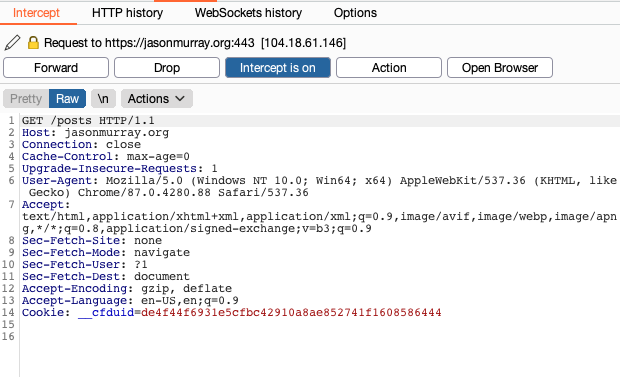 Intercept HTTP history WebSockets history Options
Request to https://jasonmurray.org:443 [104.18.61.146]
Forward Drop Intercept is on Action Open Browser
Pretty Raw \n Actions
1 GET /posts HTTP/1.1
2 Host: jasonmurray.org
3 Connection: close
4 Cache-Control: max-age=0
5 Upgrade-Insecure-Requests: 1
6 User-Agent: Mozilla/5.0 (Windows NT 10.0; Win64; x64) AppleWebKit/537.36 (KHTML, like
Gecko) Chrome/87.0.4280.88 Safari/537.36
7 Accept:
text/html,application/xhtml+xml,application/xml;q=0.9,image/avif,image/webp,image/apn
g,*/*;q=0.8,application/signed-exchange;v=b3;q=0.9
8 Sec-Fetch-Site: none
9 Sec-Fetch-Mode: navigate
10 Sec-Fetch-User: ?1
11 Sec-Fetch-Dest: document
12 Accept-Encoding: gzip, deflate
13 Accept-Language: en-US,en;q=0.9
14 Cookie: __cfduid=de4f44f6931e5cfbc42910a8ae852741f1608586444
15
16